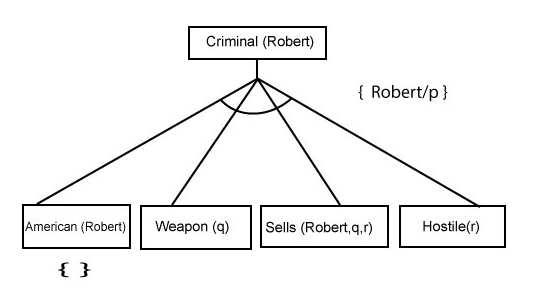 Criminal (Robert)
{ Robert/p }
American (Robert)
Weapon (q)
Sells (Robert,q,r)
Hostile(r)
{ }